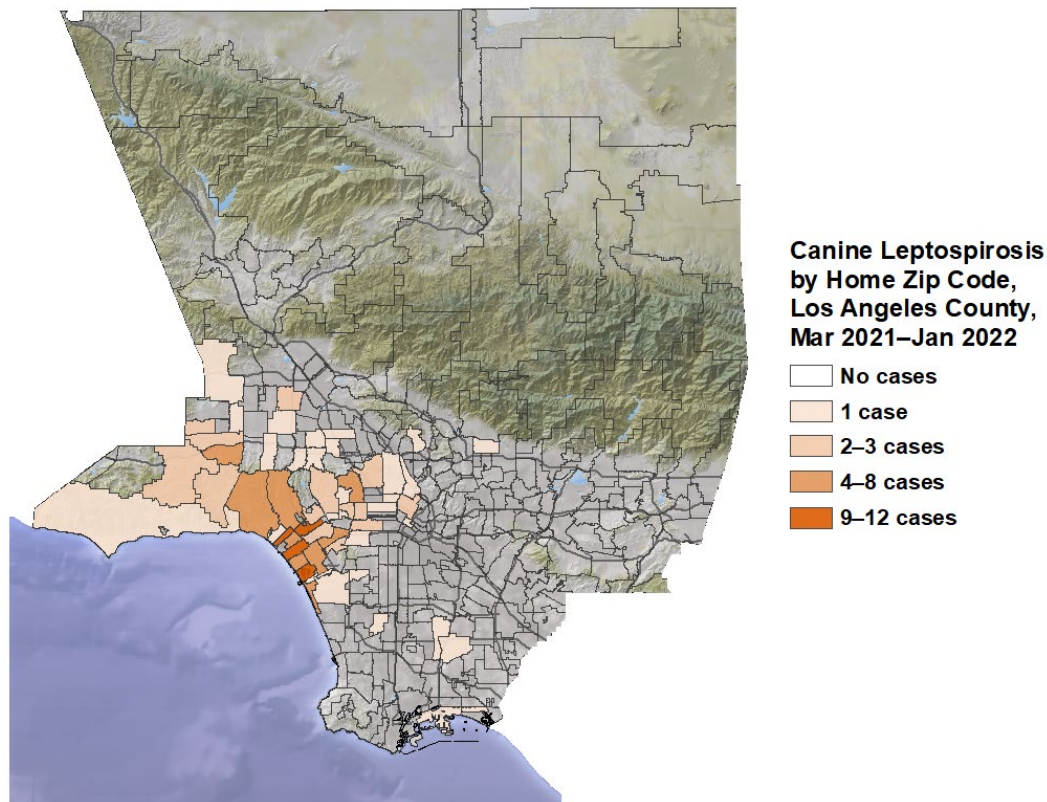 Canine Leptospirosis
by Home Zip Code,
Los Angeles County,
Mar 2021–Jan 2022
No cases
1 case
2–3 cases
4–8 cases
9–12 cases